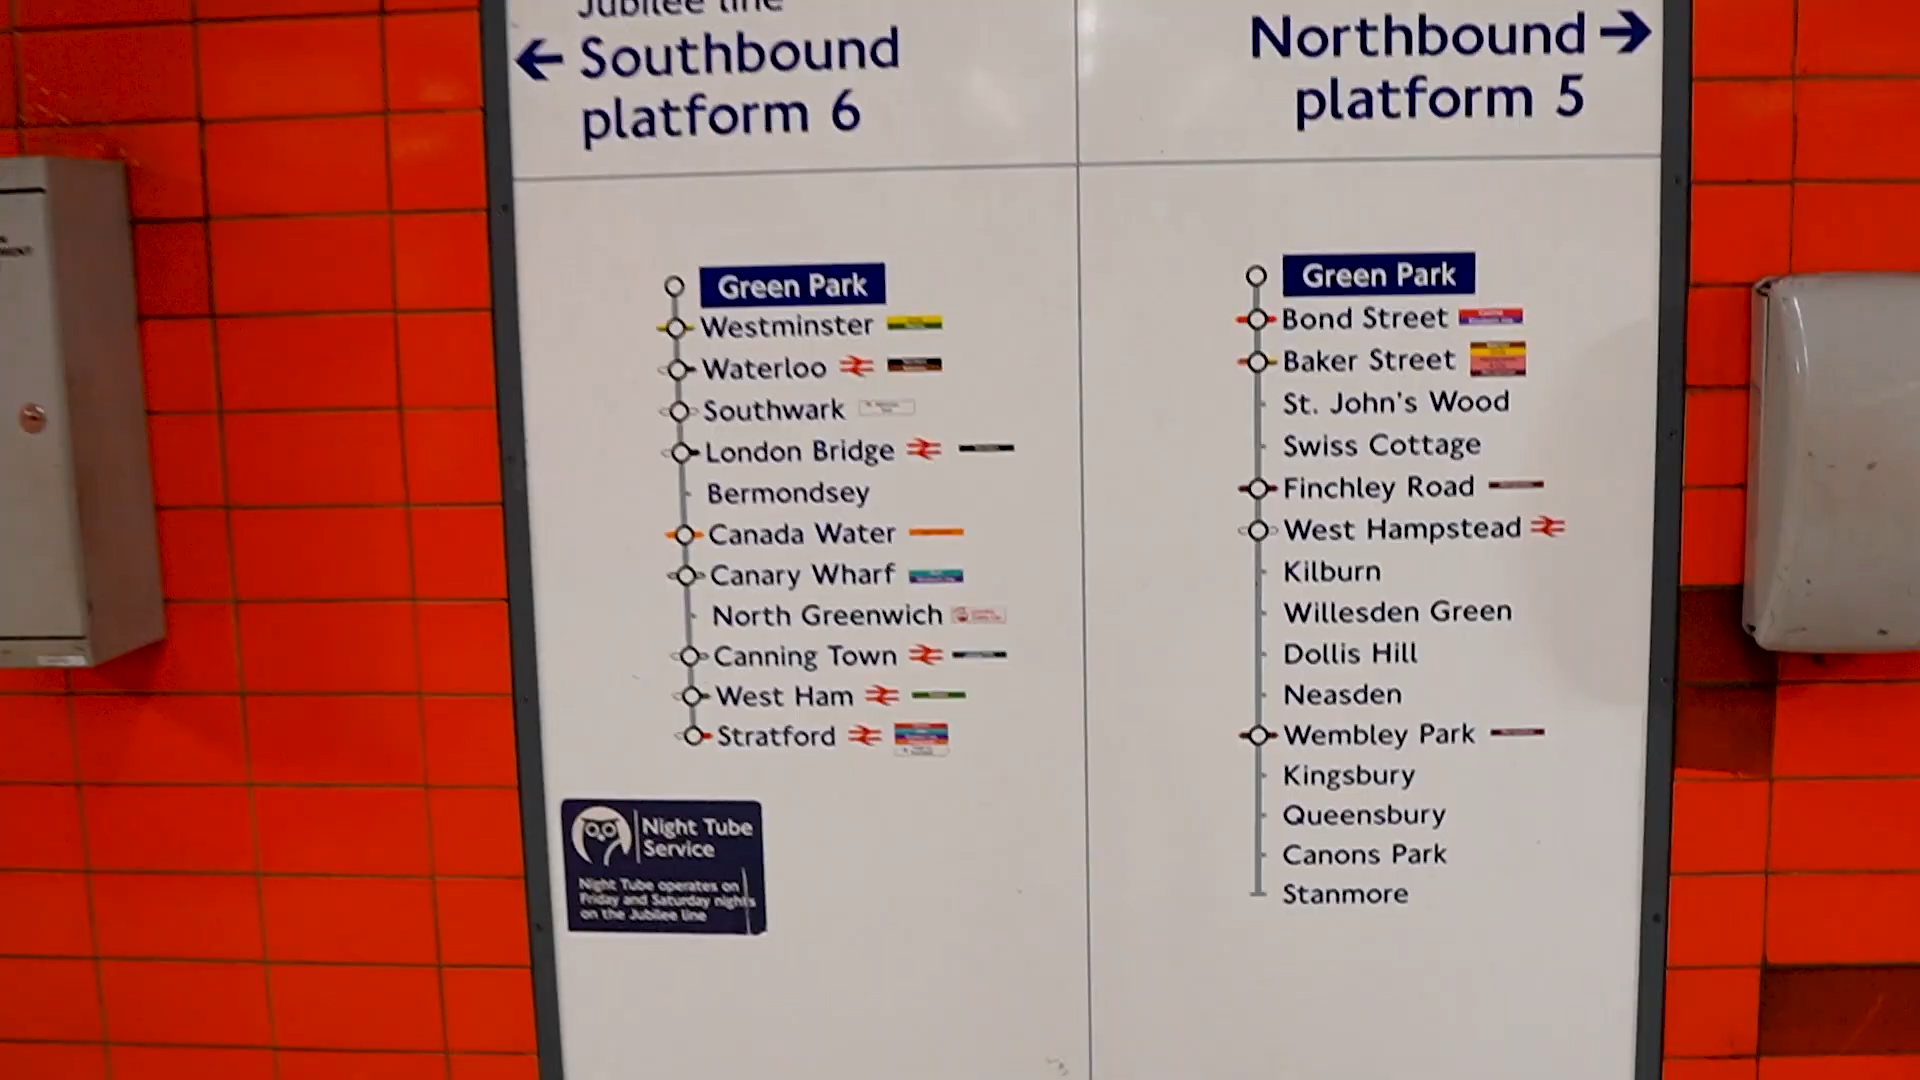 Jubilee line
← Southbound
platform 6
Green Park
Westminster
Waterloo
Southwark
London Bridge
Bermondsey
Canada Water
Canary Wharf
North Greenwich
Canning Town
West Ham
Stratford
Night Tube
Service
Night Tube operates on
Friday and Saturday nights
on the Jubilee line
Northbound →
platform 5
Green Park
Bond Street
Baker Street
St. John's Wood
Swiss Cottage
Finchley Road
West Hampstead
Kilburn
Willesden Green
Dollis Hill
Neasden
Wembley Park
Kingsbury
Queensbury
Canons Park
Stanmore